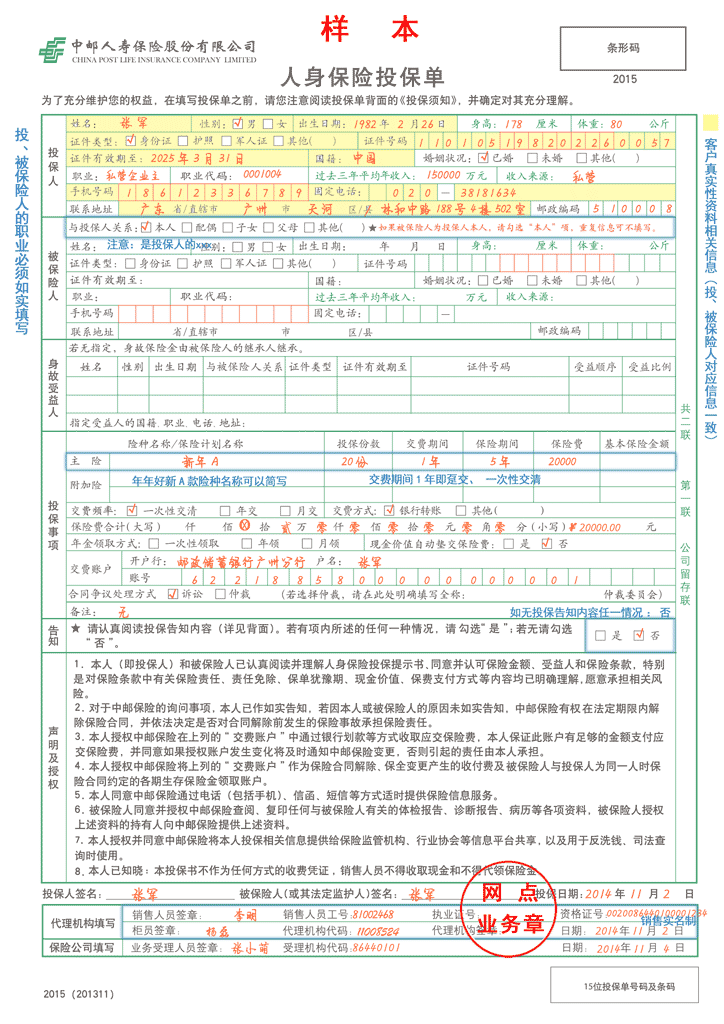 样 本
中邮人寿保险股份有限公司
CHINA POST LIFE INSURANCE COMPANY LIMITED
条形码
人身保险投保单
2015
为了充分维护您的权益，在填写投保单之前，请您注意阅读投保单背面的《投保须知》，并确定对其充分理解。
投、被保险人的职业必须如实填写
客户真实性资料相关信息（投、被保险人对应信息一致）
投保人
姓名： 张军 性别：☑男 □女 出生日期：1982 年 2 月 26 日 身高：178 厘米 体重：80 公斤
证件类型：☑身份证 □护照 □军人证 □其他( ) 证件号码 110105198202260057
证件有效期至：2025年3月31日 国籍：中国 婚姻状况：☑已婚 □未婚 □其他( )
职业：私营企业主 职业代码：0001004 过去三年平均年收入：150000 万元 收入来源：私营
手机号码 18612336789 固定电话：020—38181634
联系地址 广东 省/直辖市 广州 市 天河 区/县 林和中路188号4楼502室 邮政编码 510008
与投保人关系：☑本人 □配偶 □子女 □父母 □其他( ) ★如果被保险人为投保人本人，请勾选“本人”项，重复信息可不填写。
被保险人
注意：是投保人的xxx
姓名： 性别：□男 □女 出生日期： 年 月 日 身高： 厘米 体重： 公斤
证件类型：□身份证 □护照 □军人证 □其他( ) 证件号码
证件有效期至： 国籍： 婚姻状况：□已婚 □未婚 □其他( )
职业： 职业代码： 过去三年平均年收入： 万元 收入来源：
手机号码 固定电话： —
联系地址 省/直辖市 市 区/县 邮政编码
身故受益人
若无指定，身故保险金由被保险人的继承人继承。
姓名 性别 出生日期 与被保险人关系 证件类型 证件有效期至 证件号码 受益顺序 受益比例
指定受益人的国籍、职业、电话、地址：
共二联 第一联 公司留存联
投保事项
险种名称/保险计划名称 投保份数 交费期间 保险期间 保险费 基本保险金额
主 险 新年A 20份 1年 5年 20000
附加险 年年好新A款险种名称可以简写 交费期间1年即趸交、一次性交清
交费频率：☑一次性交清 □年交 □月交 交费方式：☑银行转账 □其他( )
保险费合计(大写) 仟 佰 ⊗ 拾 贰 万 零 仟 零 佰 零 拾 零 元 零 角 零 分 (小写) ¥20000.00 元
年金领取方式：□一次性领取 □年领 □月领 现金价值自动垫交保险费：□是 ☑否
交费账户 开户行：邮政储蓄银行广州分行 户名：张军
账号 6221885800000000001
合同争议处理方式 ☑诉讼 □仲裁 (若选择仲裁，请在此处明确填写全称： 仲裁委员会)
备注： 无 如无投保告知内容任一情况：否
告知
★ 请认真阅读投保告知内容（详见背面）。若有项内所述的任何一种情况，请勾选“是”；若无请勾选
“否”。
□是 ☑否
声明及授权
1．本人（即投保人）和被保险人已认真阅读并理解人身保险投保提示书、同意并认可保险金额、受益人和保险条款，特别
是对保险条款中有关保险责任、责任免除、保单犹豫期、现金价值、保费支付方式等内容均已明确理解，愿意承担相关风
险。
2．对于中邮保险的询问事项，本人已作如实告知，若因本人或被保险人的原因未如实告知，中邮保险有权在法定期限内解
除保险合同，并依法决定是否对合同解除前发生的保险事故承担保险责任。
3．本人授权中邮保险在上列的“交费账户”中通过银行划款等方式收取应交保险费，本人保证此账户有足够的金额支付应
交保险费，并同意如果授权账户发生变化将及时通知中邮保险变更，否则引起的责任由本人承担。
4．本人授权中邮保险将上列的“交费账户”作为保险合同解除、保全变更产生的收付费及被保险人与投保人为同一人时保
险合同约定的各期生存保险金领取账户。
5．本人同意中邮保险通过电话（包括手机）、信函、短信等方式适时提供保险信息服务。
6．被保险人同意并授权中邮保险查阅、复印任何与被保险人有关的体检报告、诊断报告、病历等各项资料，被保险人授权
上述资料的持有人向中邮保险提供上述资料。
7．本人授权并同意中邮保险将本人投保相关信息提供给保险监管机构、行业协会等信息平台共享，以及用于反洗钱、司法查
询时使用。
8．本人已知晓：本投保书不作为任何方式的收费凭证，销售人员不得收取现金和不得代领保险金
投保人签名： 张军 被保险人(或其法定监护人)签名： 张军 投保日期：2014 年 11 月 2 日
网 点
业务章
代理机构填写
销售人员签章： 李明 销售人员工号：81002468 执业证号： 资格证号：00200864401000001234
销售实名制
柜员签章： 杨磊 代理机构代码：11005524 代理机构签章： 日期： 2014年 11 月 2 日
保险公司填写 业务受理人员签章：张小萌 受理机构代码：86440101 日期： 2014年 11 月 4 日
2015 (201311)
15位投保单号码及条码